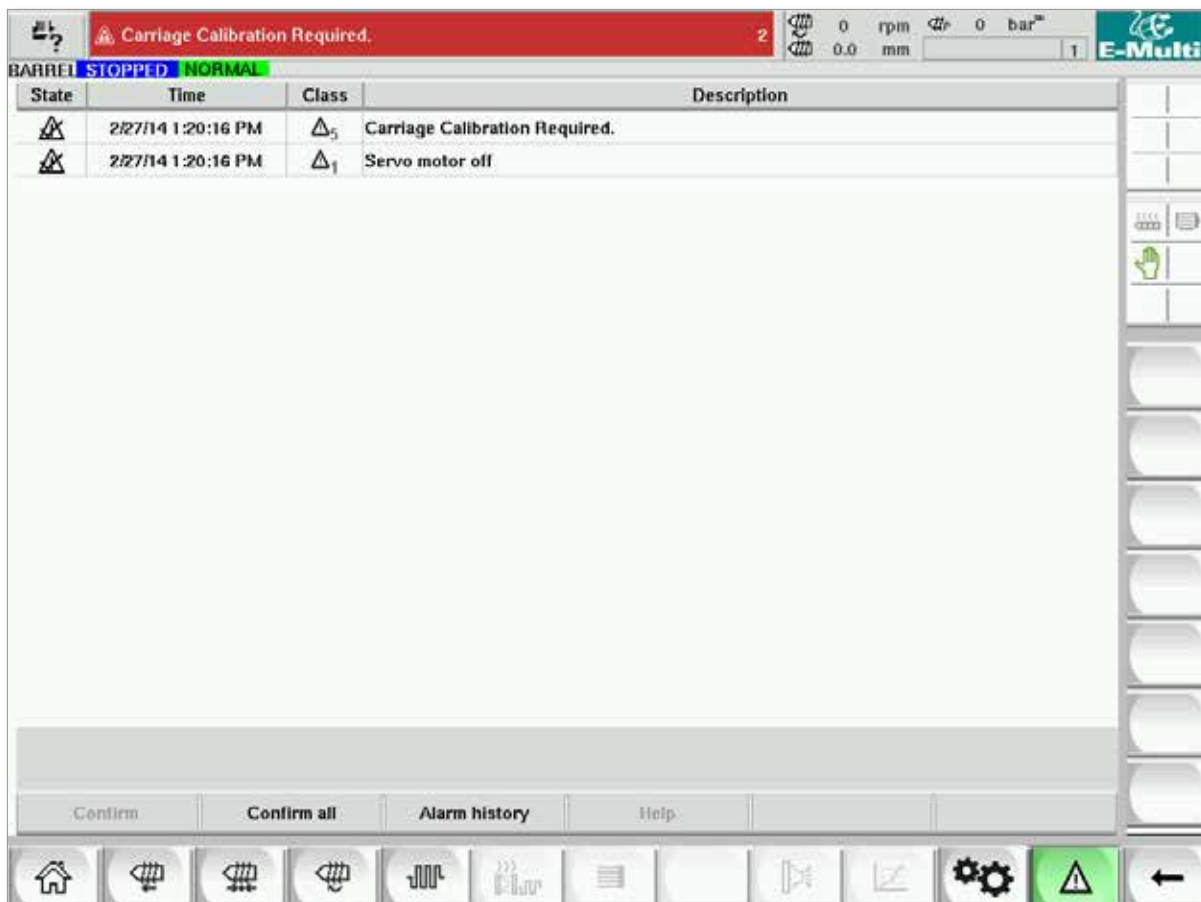 Carriage Calibration Required. 2
0 rpm 0 bar
0.0 mm 1
E-Multi
BARREL STOPPED NORMAL
State Time Class Description
2/27/14 1:20:16 PM 5 Carriage Calibration Required.
2/27/14 1:20:16 PM 1 Servo motor off
Confirm Confirm all Alarm history Help